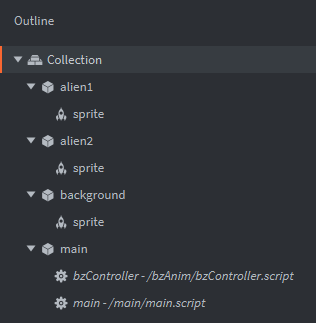 Outline
Collection
alien1
sprite
alien2
sprite
background
sprite
main
bzController - /bzAnim/bzController.script
main - /main/main.script